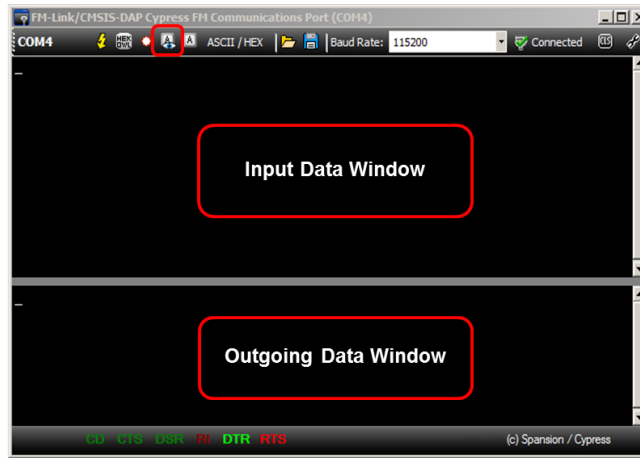 FM-Link/CMSIS-DAP Cypress FM Communications Port (COM4)
COM4 HEX DWL A A ASCII / HEX Baud Rate: 115200 Connected CLS
Input Data Window
Outgoing Data Window
CD CTS DSR RI DTR RTS (c) Spansion / Cypress